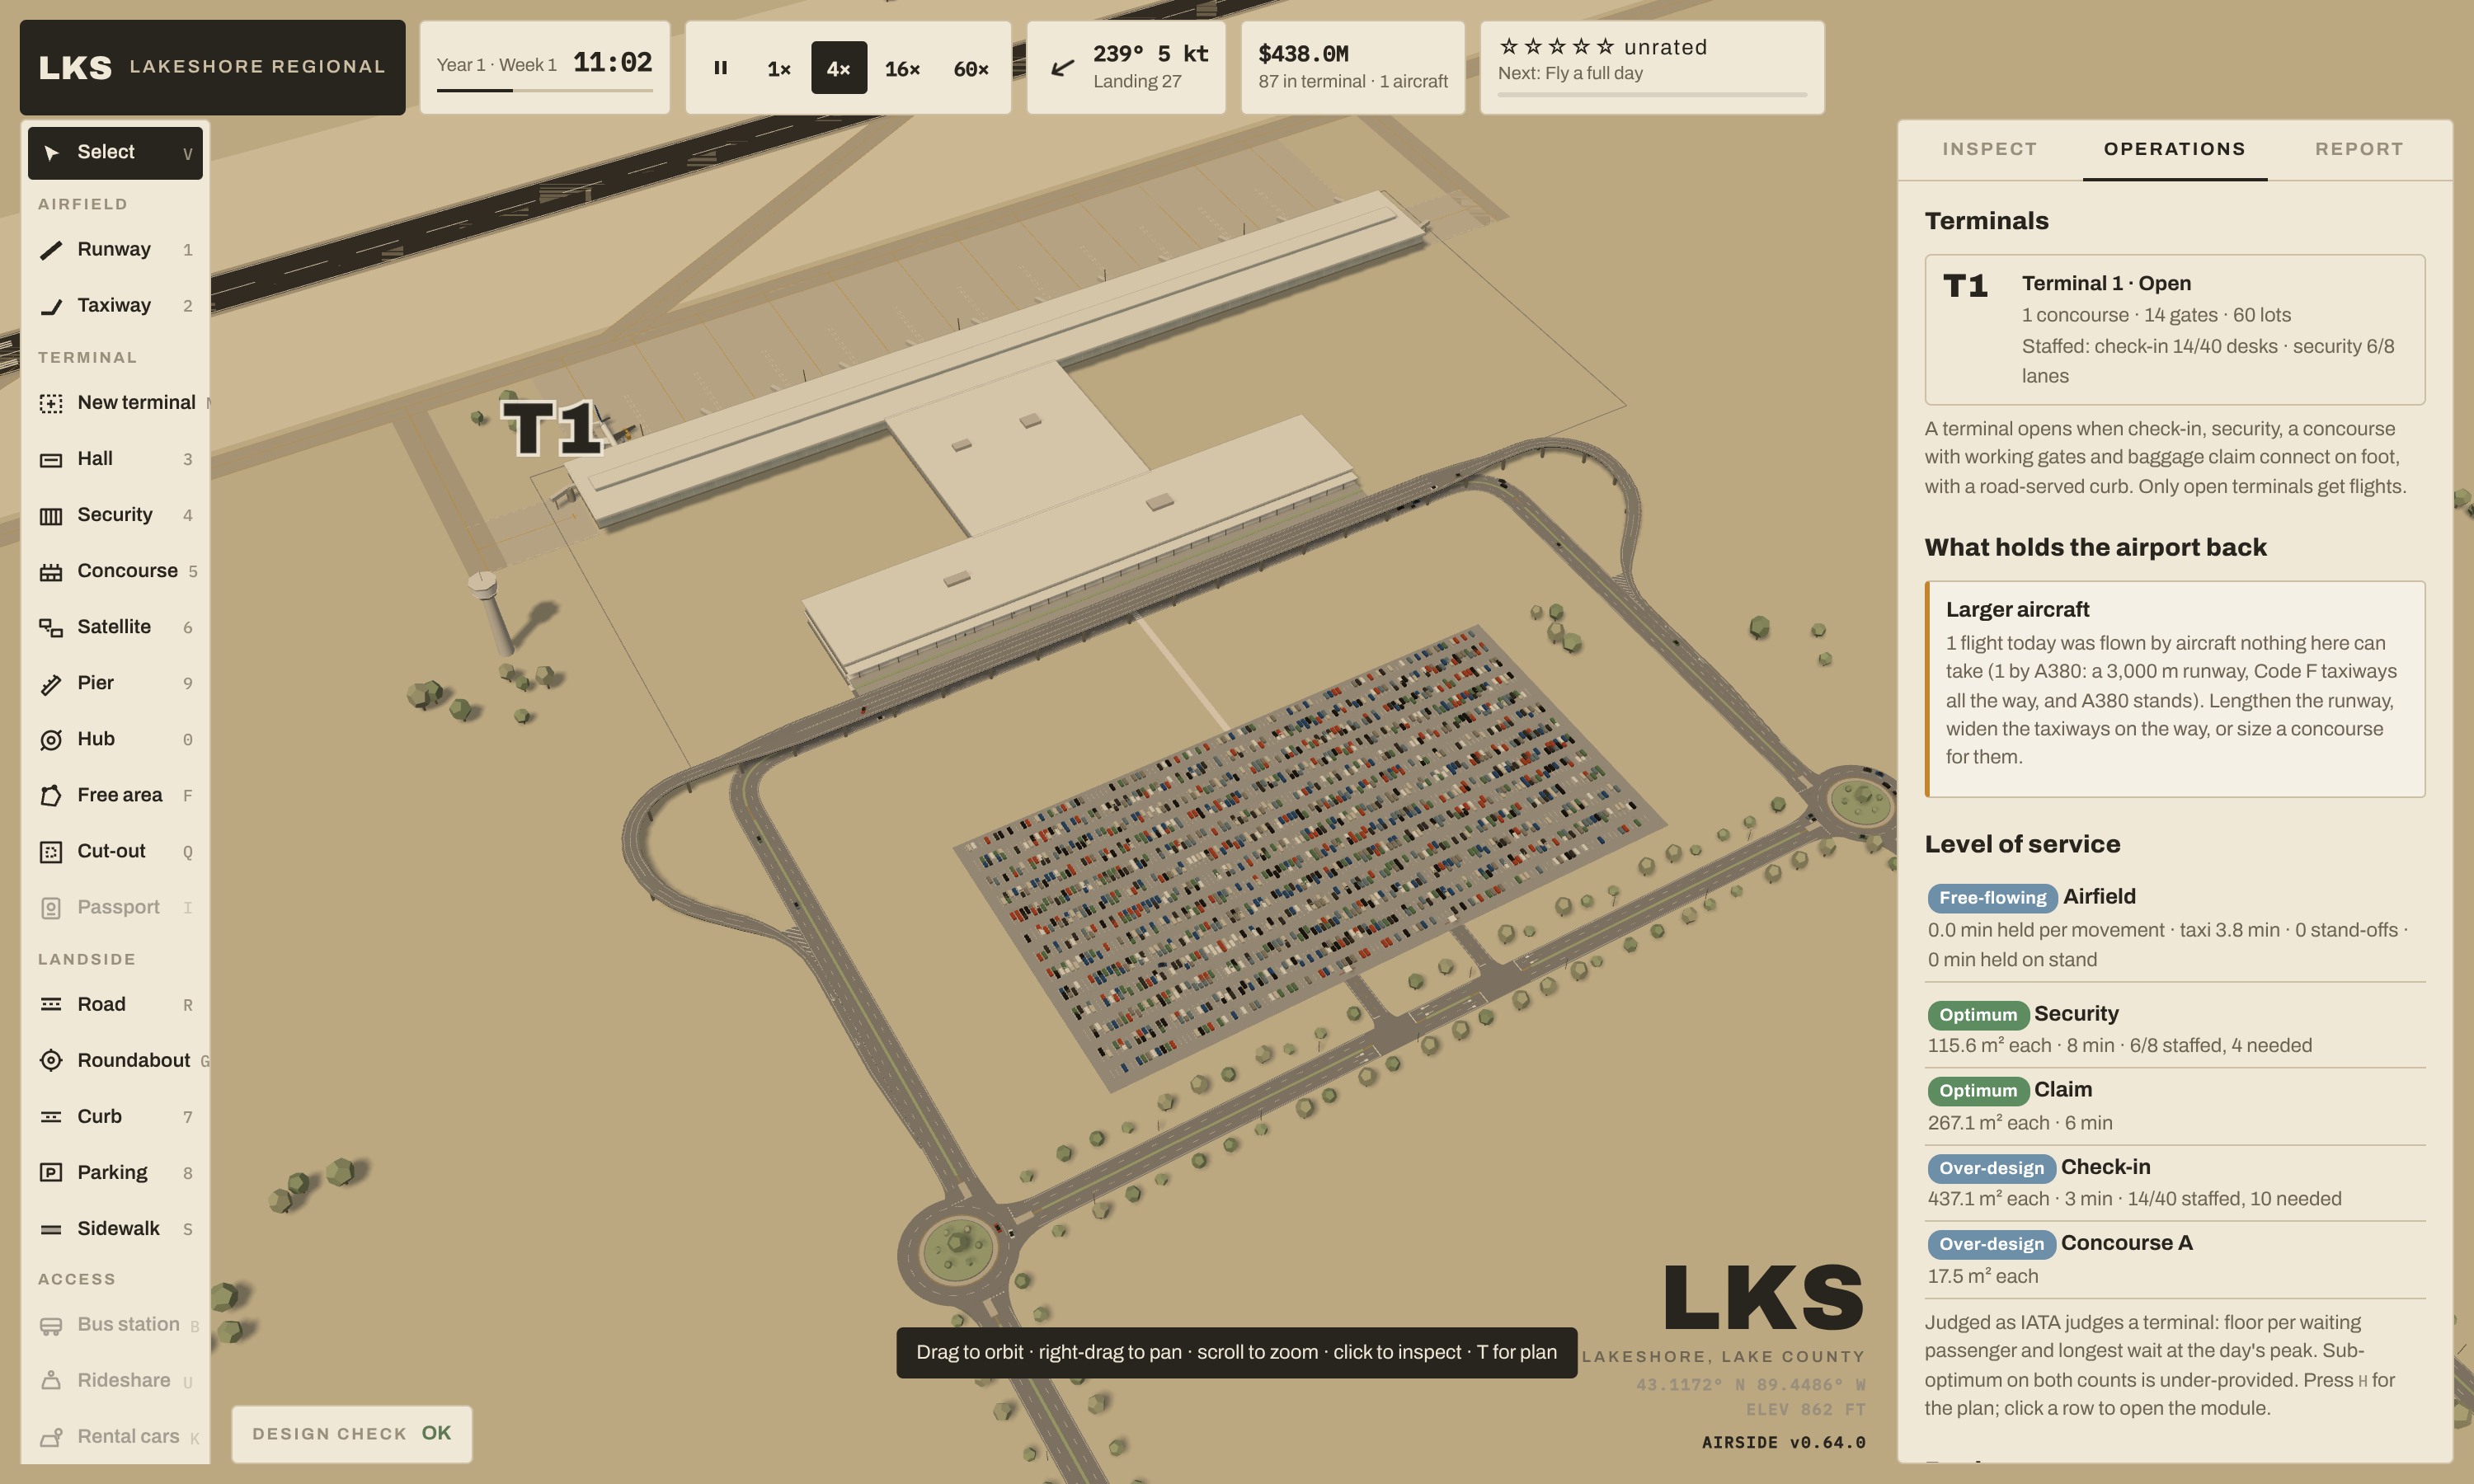 LKS LAKESHORE REGIONAL
Year 1 · Week 1 11:02
1× 4× 16× 60×
239° 5 kt
Landing 27
$438.0M
87 in terminal · 1 aircraft
☆☆☆☆☆ unrated
Next: Fly a full day
Select V
AIRFIELD
Runway 1
Taxiway 2
TERMINAL
New terminal
Hall 3
Security 4
Concourse 5
Satellite 6
Pier 9
Hub 0
Free area F
Cut-out Q
Passport I
LANDSIDE
Road R
Roundabout G
Curb 7
Parking 8
Sidewalk S
ACCESS
Bus station B
Rideshare U
Rental cars K
T1
DESIGN CHECK OK
Drag to orbit · right-drag to pan · scroll to zoom · click to inspect · T for plan
LKS
LAKESHORE, LAKE COUNTY
43.1172° N 89.4486° W
ELEV 862 FT
AIRSIDE v0.64.0
INSPECT OPERATIONS REPORT
Terminals
T1 Terminal 1 · Open
1 concourse · 14 gates · 60 lots
Staffed: check-in 14/40 desks · security 6/8
lanes
A terminal opens when check-in, security, a concourse
with working gates and baggage claim connect on foot,
with a road-served curb. Only open terminals get flights.
What holds the airport back
Larger aircraft
1 flight today was flown by aircraft nothing here can
take (1 by A380: a 3,000 m runway, Code F taxiways
all the way, and A380 stands). Lengthen the runway,
widen the taxiways on the way, or size a concourse
for them.
Level of service
Free-flowing Airfield
0.0 min held per movement · taxi 3.8 min · 0 stand-offs ·
0 min held on stand
Optimum Security
115.6 m² each · 8 min · 6/8 staffed, 4 needed
Optimum Claim
267.1 m² each · 6 min
Over-design Check-in
437.1 m² each · 3 min · 14/40 staffed, 10 needed
Over-design Concourse A
17.5 m² each
Judged as IATA judges a terminal: floor per waiting
passenger and longest wait at the day's peak. Sub-
optimum on both counts is under-provided. Press H for
the plan; click a row to open the module.